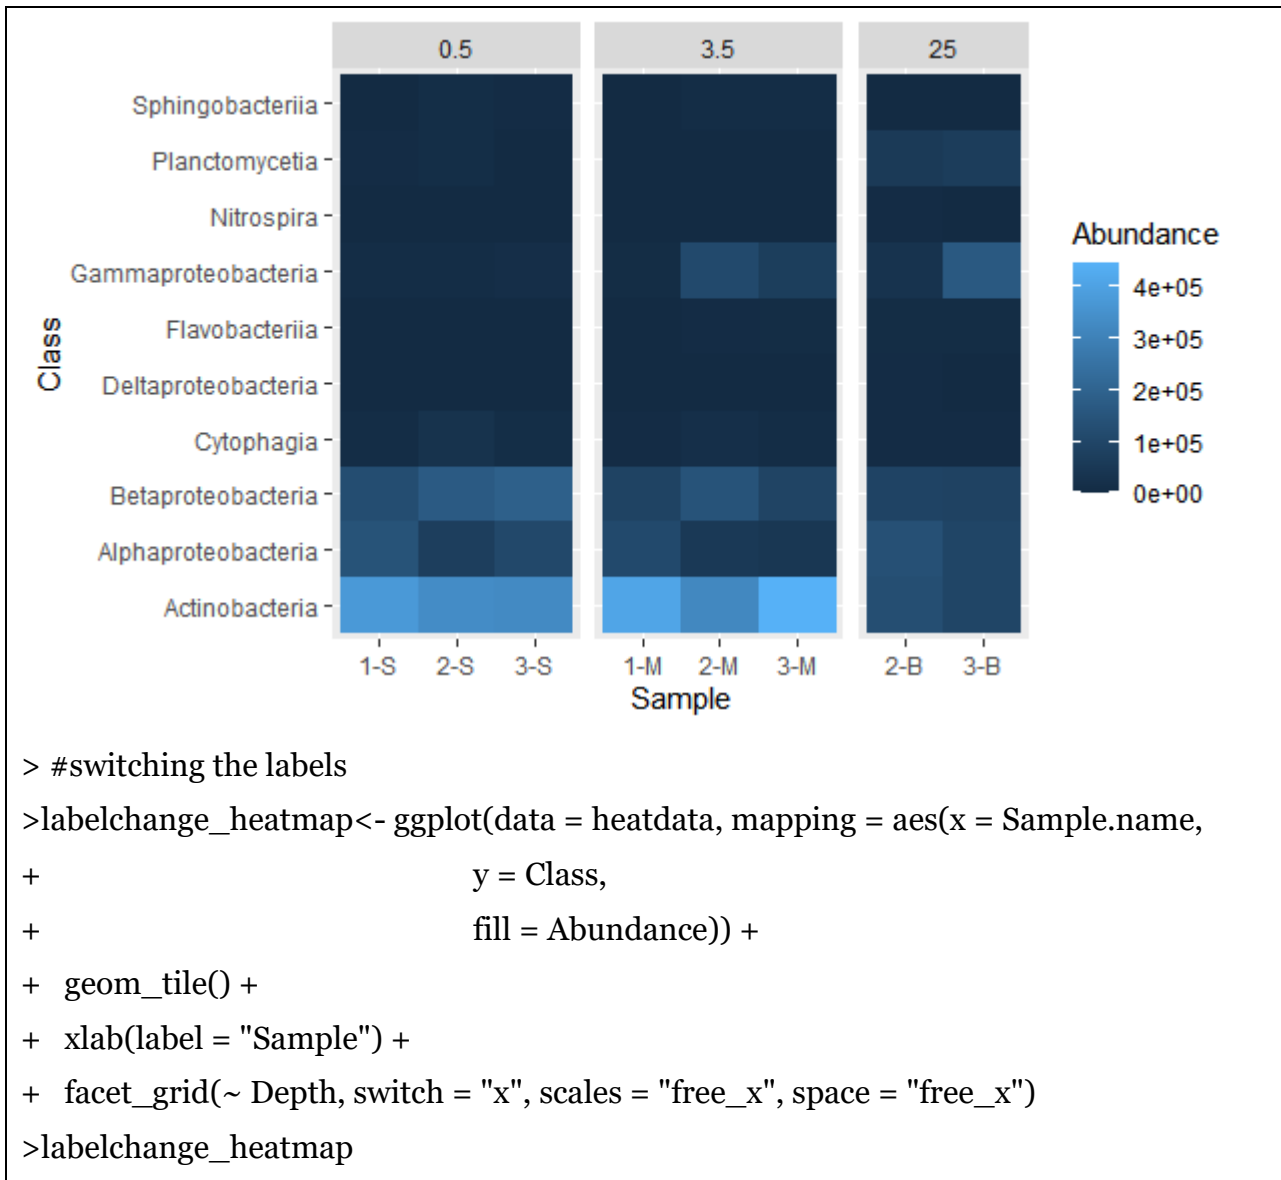 0.5 3.5 25
Sphingobacteriia
Planctomycetia
Nitrospira
Gammaproteobacteria
Flavobacteriia
Deltaproteobacteria
Cytophagia
Betaproteobacteria
Alphaproteobacteria
Actinobacteria
Class
1-S 2-S 3-S 1-M 2-M 3-M 2-B 3-B
Sample
Abundance
4e+05
3e+05
2e+05
1e+05
0e+00
> #switching the labels
>labelchange_heatmap<- ggplot(data = heatdata, mapping = aes(x = Sample.name,
+ y = Class,
+ fill = Abundance)) +
+ geom_tile() +
+ xlab(label = "Sample") +
+ facet_grid(~ Depth, switch = "x", scales = "free_x", space = "free_x")
>labelchange_heatmap